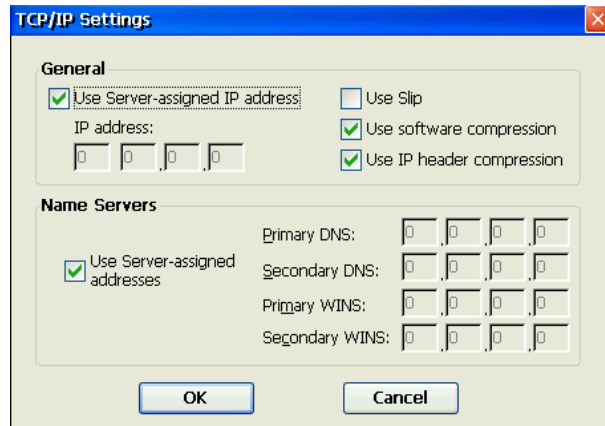 TCP/IP Settings
General
Use Server-assigned IP address
Use Slip
IP address:
Use software compression
0 . 0 . 0 . 0
Use IP header compression
Name Servers
Use Server-assigned
addresses
Primary DNS: 0 . 0 . 0 . 0
Secondary DNS: 0 . 0 . 0 . 0
Primary WINS: 0 . 0 . 0 . 0
Secondary WINS: 0 . 0 . 0 . 0
OK
Cancel